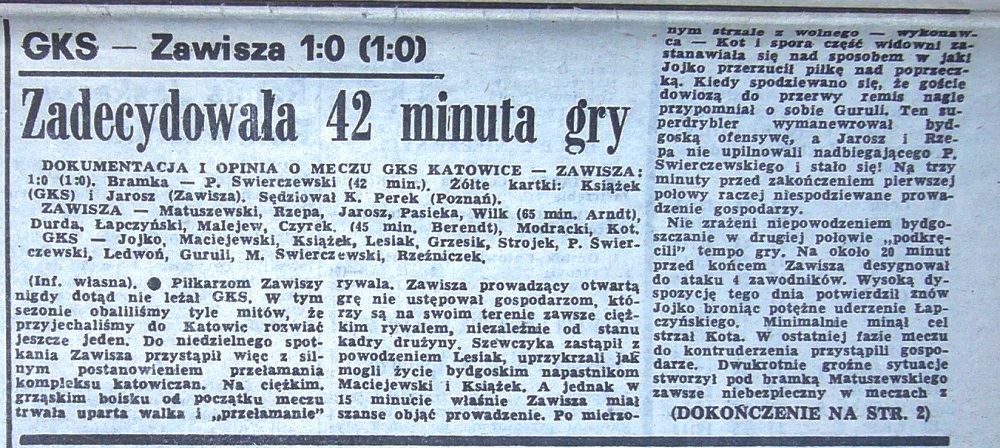 GKS — Zawisza 1:0 (1:0)
Zadecydowała 42 minuta gry
DOKUMENTACJA I OPINIA O MECZU GKS KATOWICE — ZAWISZA:
1:0 (1:0). Bramka — P. Swierczewski (42 min.). Żółte kartki: Książek
(GKS) i Jarosz (Zawisza). Sędziował K. Perek (Poznań).
ZAWISZA — Matuszewski, Rzepa, Jarosz, Pasieka, Wilk (65 min. Arndt),
Durda, Łapczyński, Malejew, Czyrek. (45 min. Berendt), Modracki, Kot.
GKS — Jojko, Maciejewski, Książek, Lesiak, Grzesik, Strojek, P. Swier-
czewski, Ledwoń, Guruli, M. Swierczewski, Rzeźniczek.
(Inf. własna). ● Piłkarzom Zawiszy
nigdy dotąd nie leżał GKS. W tym
sezonie obaliliśmy tyle mitów, że
przyjechaliśmy do Katowic rozwiać
jeszcze jeden. Do niedzielnego spot-
kania Zawisza przystąpił więc z sil-
nym postanowieniem przełamania
kompleksu katowiczan. Na ciężkim,
grząskim boisku od początku meczu
trwała uparta walka i „przełamanie”
rywala. Zawisza prowadzący otwartą
grę nie ustępował gospodarzom, któ-
rzy są na swoim terenie zawsze cięż-
kim rywalem, niezależnie od stanu
kadry drużyny. Szewczyka zastąpił z
powodzeniem Lesiak, uprzykrzali jak
mogli życie bydgoskim napastnikom
Maciejewski i Książek. A jednak w
15 minucie właśnie Zawisza miał
szanse objąć prowadzenie. Po mierzo-
nym strzale z wolnego — wykonaw-
ca — Kot i spora część widowni za-
stanawiała się nad sposobem w jaki
Jojko przerzucił piłkę nad poprzecz-
ką. Kiedy spodziewano się, że goście
dowiozą do przerwy remis nagle
przypomniał o sobie Guruli. Ten su-
perdrybler wymanewrował byd-
goską ofensywę, a Jarosz i Rze-
pa nie upilnowali nadbiegającego P.
Swierczewskiego i stało się! Na trzy
minuty przed zakończeniem pierwszej
połowy raczej niespodziewane prowa-
dzenie gospodarzy.
Nie zrażeni niepowodzeniem bydgo-
szczanie w drugiej połowie „podkrę-
cili” tempo gry. Na około 20 minut
przed końcem Zawisza desygnował
do ataku 4 zawodników. Wysoką dy-
spozycję tego dnia potwierdził znów
Jojko broniąc potężne uderzenie Łap-
czyńskiego. Minimalnie minął cel
strzał Kota. W ostatniej fazie meczu
do kontruderzenia przystąpili gospo-
darze. Dwukrotnie groźne sytuacje
stworzył pod bramką Matuszewskiego
zawsze niebezpieczny w meczach z
(DOKOŃCZENIE NA STR. 2)